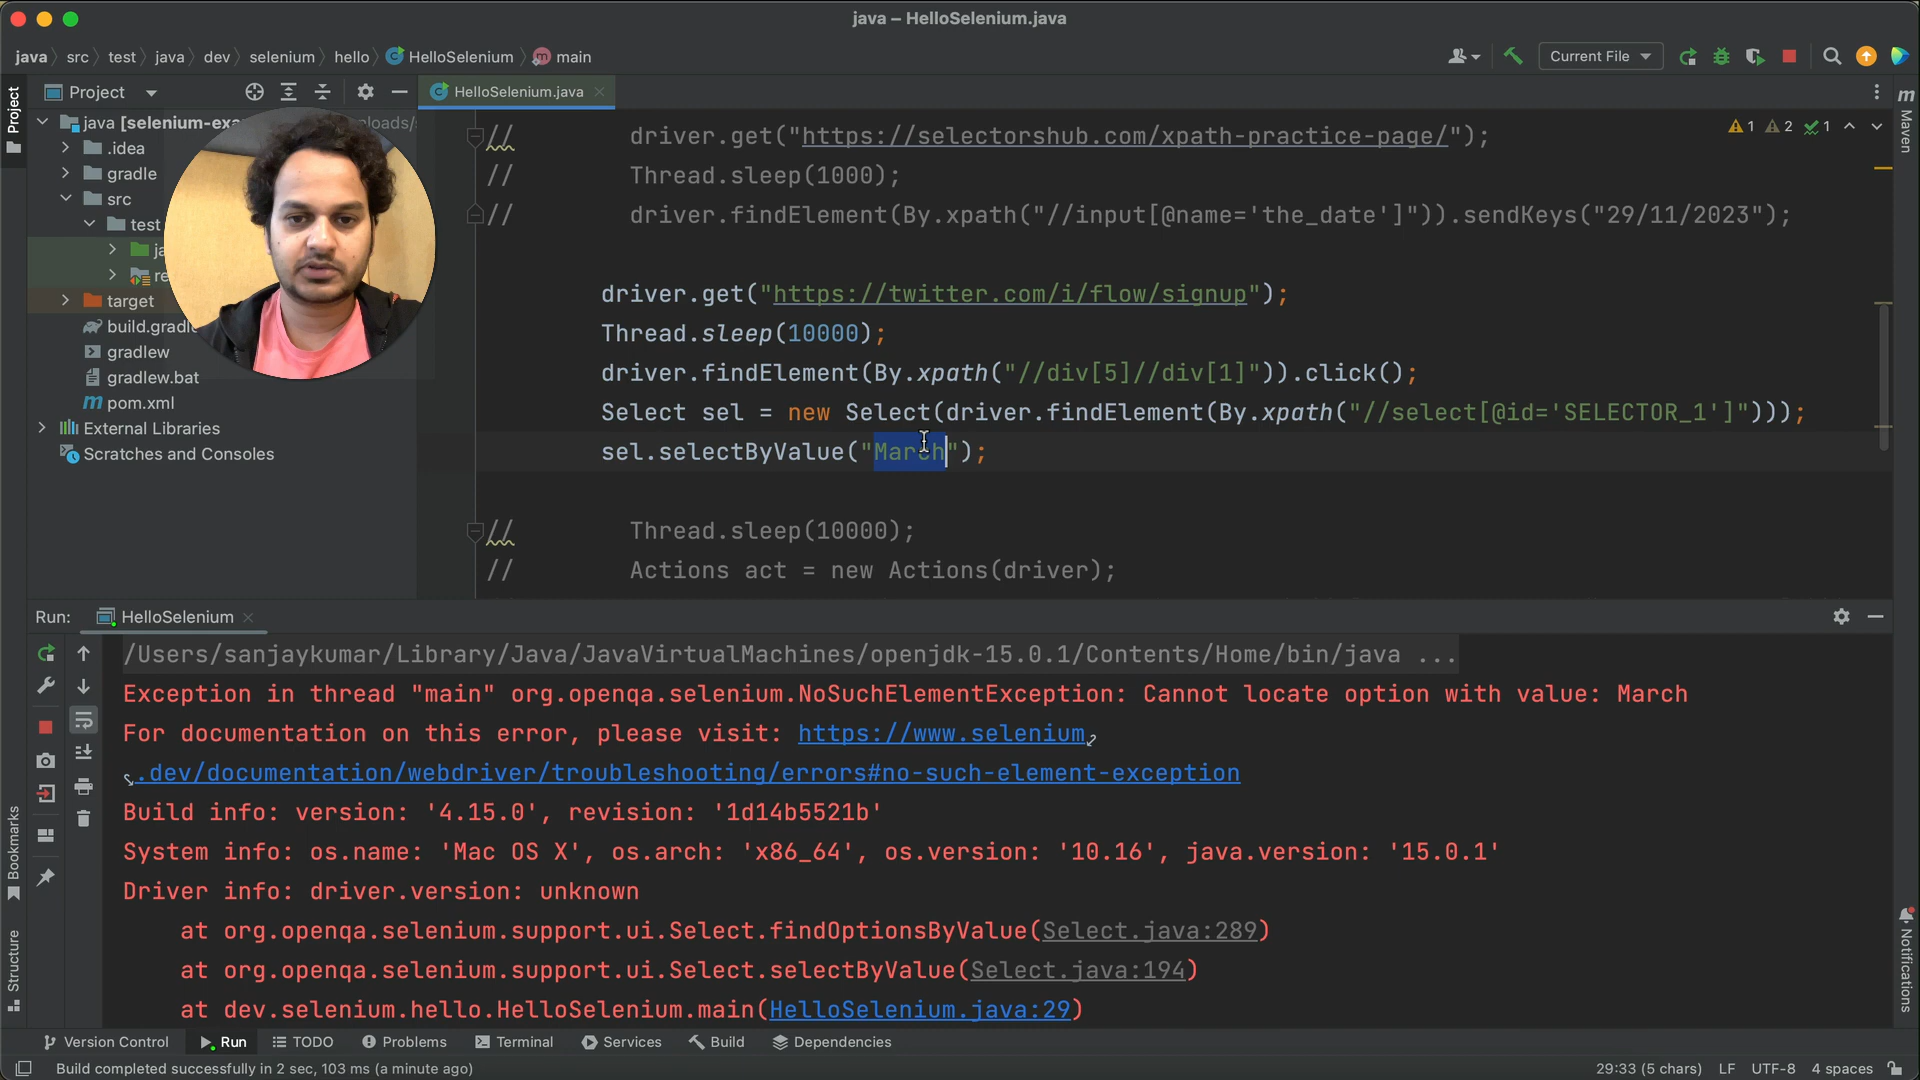 java – HelloSelenium.java
java src test java dev selenium hello HelloSelenium main
Current File
Project
HelloSelenium.java
Project
java [selenium-exa
nloads/s
.idea
gradle
src
test
ja
re
target
build.gradle
gradlew
gradlew.bat
pom.xml
External Libraries
Scratches and Consoles
Maven
1 2 1
// driver.get("https://selectorshub.com/xpath-practice-page/");
// Thread.sleep(1000);
// driver.findElement(By.xpath("//input[@name='the_date']")).sendKeys("29/11/2023");
driver.get("https://twitter.com/i/flow/signup");
Thread.sleep(10000);
driver.findElement(By.xpath("//div[5]//div[1]")).click();
Select sel = new Select(driver.findElement(By.xpath("//select[@id='SELECTOR_1']")));
sel.selectByValue("March");
// Thread.sleep(10000);
// Actions act = new Actions(driver);
Run: HelloSelenium
/Users/sanjaykumar/Library/Java/JavaVirtualMachines/openjdk-15.0.1/Contents/Home/bin/java ...
Exception in thread "main" org.openqa.selenium.NoSuchElementException: Cannot locate option with value: March
For documentation on this error, please visit: https://www.selenium
.dev/documentation/webdriver/troubleshooting/errors#no-such-element-exception
Build info: version: '4.15.0', revision: '1d14b5521b'
System info: os.name: 'Mac OS X', os.arch: 'x86_64', os.version: '10.16', java.version: '15.0.1'
Driver info: driver.version: unknown
at org.openqa.selenium.support.ui.Select.findOptionsByValue(Select.java:289)
at org.openqa.selenium.support.ui.Select.selectByValue(Select.java:194)
at dev.selenium.hello.HelloSelenium.main(HelloSelenium.java:29)
Bookmarks
Structure
Notifications
Version Control Run TODO Problems Terminal Services Build Dependencies
Build completed successfully in 2 sec, 103 ms (a minute ago)
29:33 (5 chars) LF UTF-8 4 spaces